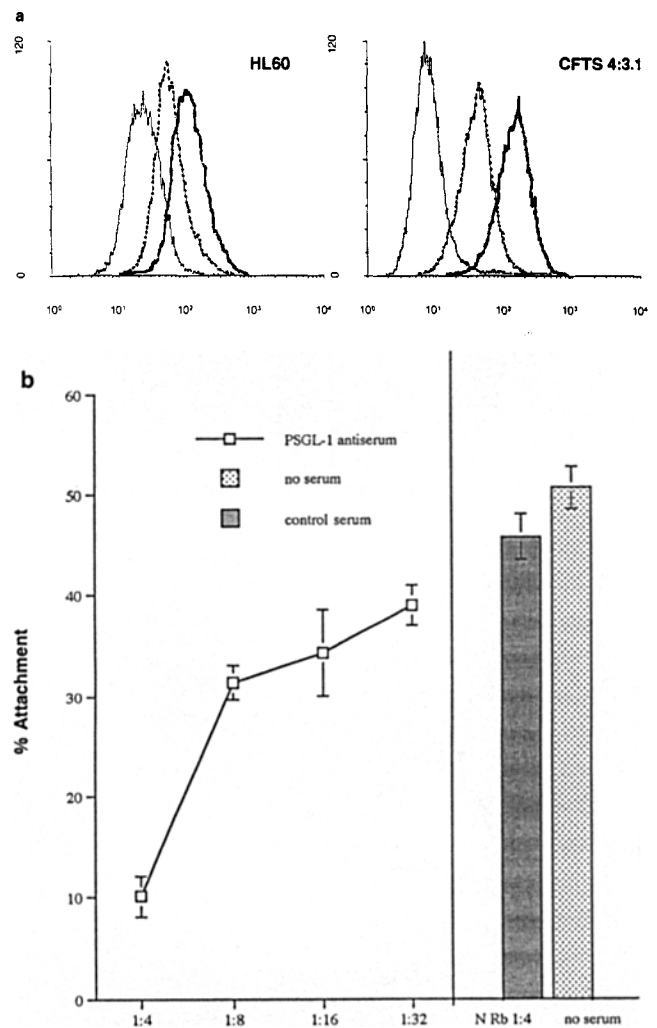 a
120
HL60
0
10⁰ 10¹ 10² 10³ 10⁴
120
CFTS 4:3.1
0
10⁰ 10¹ 10² 10³ 10⁴
b
60
50
40
30
20
10
0
% Attachment
PSGL-1 antiserum
no serum
control serum
1:4 1:8 1:16 1:32 N Rb 1:4 no serum